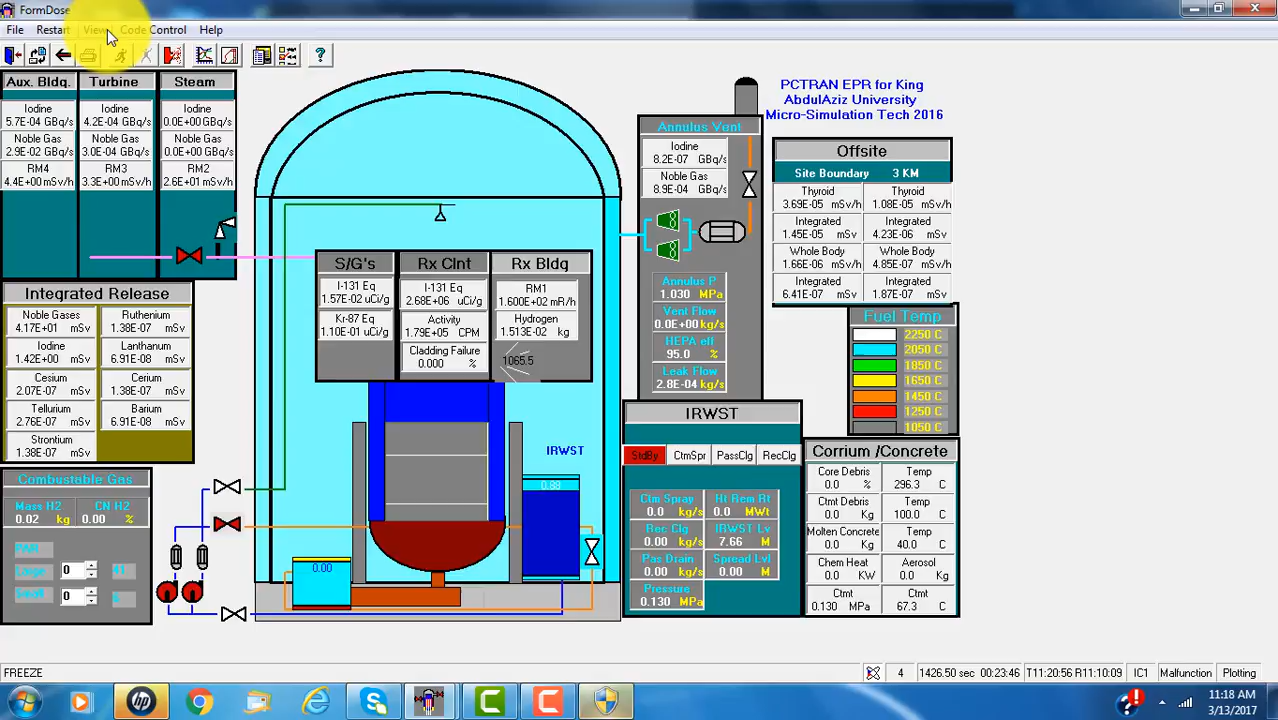 FormDose
File Restart View Code Control Help
Aux. Bldq. Turbine Steam
Iodine Iodine Iodine
5.7E-04 GBq/ 4.2E-04 GBq/ 0.0E+00 GBq/
Noble Gas Noble Gas Noble Gas
2.9E-02 GBq/ 3.0E-04 GBq/ 0.0E+00 GBq/
RM4 RM3 RM2
4.4E+00 mSv/h 3.3E+00 mSv/h 2.6E+01 mSv/h
Integrated Release
Noble Gases Ruthenium
4.17E+01 mSv 1.38E-07 mSv
Iodine Lanthanum
1.42E+00 mSv 6.91E-08 mSv
Cesium Cerium
2.07E-07 mSv 1.38E-07 mSv
Tellurium Barium
2.76E-07 mSv 6.91E-08 mSv
Strontium
1.38E-07 mSv
Combustable Gas
Mass H2 CN H2
0.02 kg 0.00 %
PAR
Large 0 41
Small 0
S/G's Rx Clnt Rx Bldg
I-131 Eq I-131 Eq RM1
1.57E-02 uCi/g 2.68E+06 uCi/g 1.600E+02 mR/h
Kr-87 Eq Activity Hydrogen
1.10E-01 uCi/g 1.79E+05 CPM 1.513E-02 kg
Cladding Failure
0.000 %
1065.5
IRWST
0.88
0.00
PCTRAN EPR for King
AbdulAziz University
Micro-Simulation Tech 2016
Annulus Vent
Iodine
8.2E-07 GBq/s
Noble Gas
8.9E-04 GBq/s
Annulus P
1.030 MPa
Vent Flow
0.0E+00 kg/s
HEPA eff
95.0 %
Leak Flow
2.8E-04 kg/s
Offsite
Site Boundary 3 KM
Thyroid Thyroid
3.69E-05 mSv/h 1.08E-05 mSv/h
Integrated Integrated
1.45E-05 mSv 4.23E-06 mSv
Whole Body Whole Body
1.66E-06 mSv/h 4.85E-07 mSv/h
Integrated Integrated
6.41E-07 mSv 1.87E-07 mSv
Fuel Temp
2250 C
2050 C
1850 C
1650 C
1450 C
1250 C
1050 C
IRWST
StdBy CtmSpr PassClg RecClg
Ctm Spray Ht Rem Rt
0.0 kg/s 0.0 MWt
Rec Clg IRWST Lv
0.00 kg/s 7.66 M
Pas Drain Spread Lvl
0.00 kg/s 0.00 M
Pressure
0.130 MPa
Corrium /Concrete
Core Debris Temp
0.0 % 296.3 C
Ctmt Debris Temp
0.0 Kg 100.0 C
Molten Concrete Temp
0.0 Kg 40.0 C
Chem Heat Aerosol
0.0 KW 0.0 Kg
Ctmt Ctmt
0.130 MPa 67.3 C
FREEZE 4 1426.50 sec 00:23:46 T11:20:56 R11:10:09 IC1 Malfunction Plotting
11:18 AM
3/13/2017